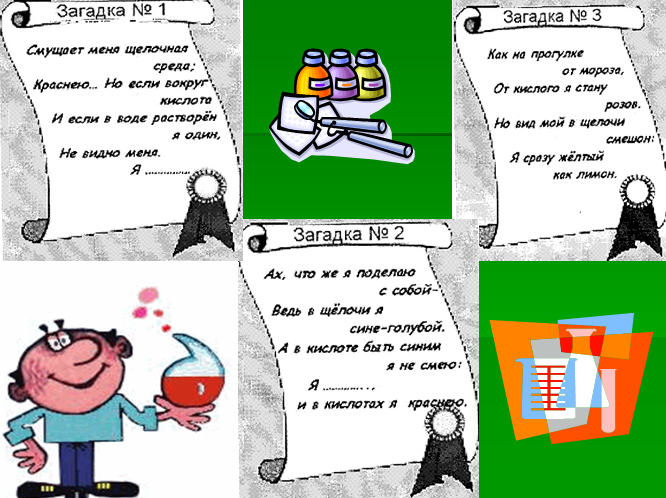 Загадка № 1
Смущает меня щелочная
среда;
Краснею... Но если вокруг
кислота
И если в воде растворён
я один,
Не видно меня.
Я ................
Загадка № 3
Как на прогулке
от мороза,
От кислого я стану
розов.
Но вид мой в щелочи
смешон:
Я сразу жёлтый
как лимон.
Загадка № 2
Ах, что же я поделаю
с собой-
Ведь в щёлочи я
сине-голубой.
А в кислоте быть синим
я не смею:
Я ............. ,
и в кислотах я краснею.